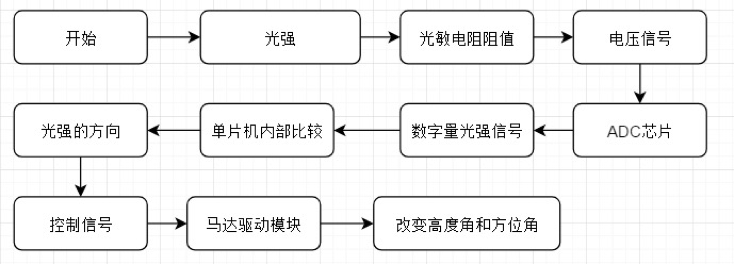 开始
光强
光敏电阻阻值
电压信号
ADC芯片
数字量光强信号
单片机内部比较
光强的方向
控制信号
马达驱动模块
改变高度角和方位角